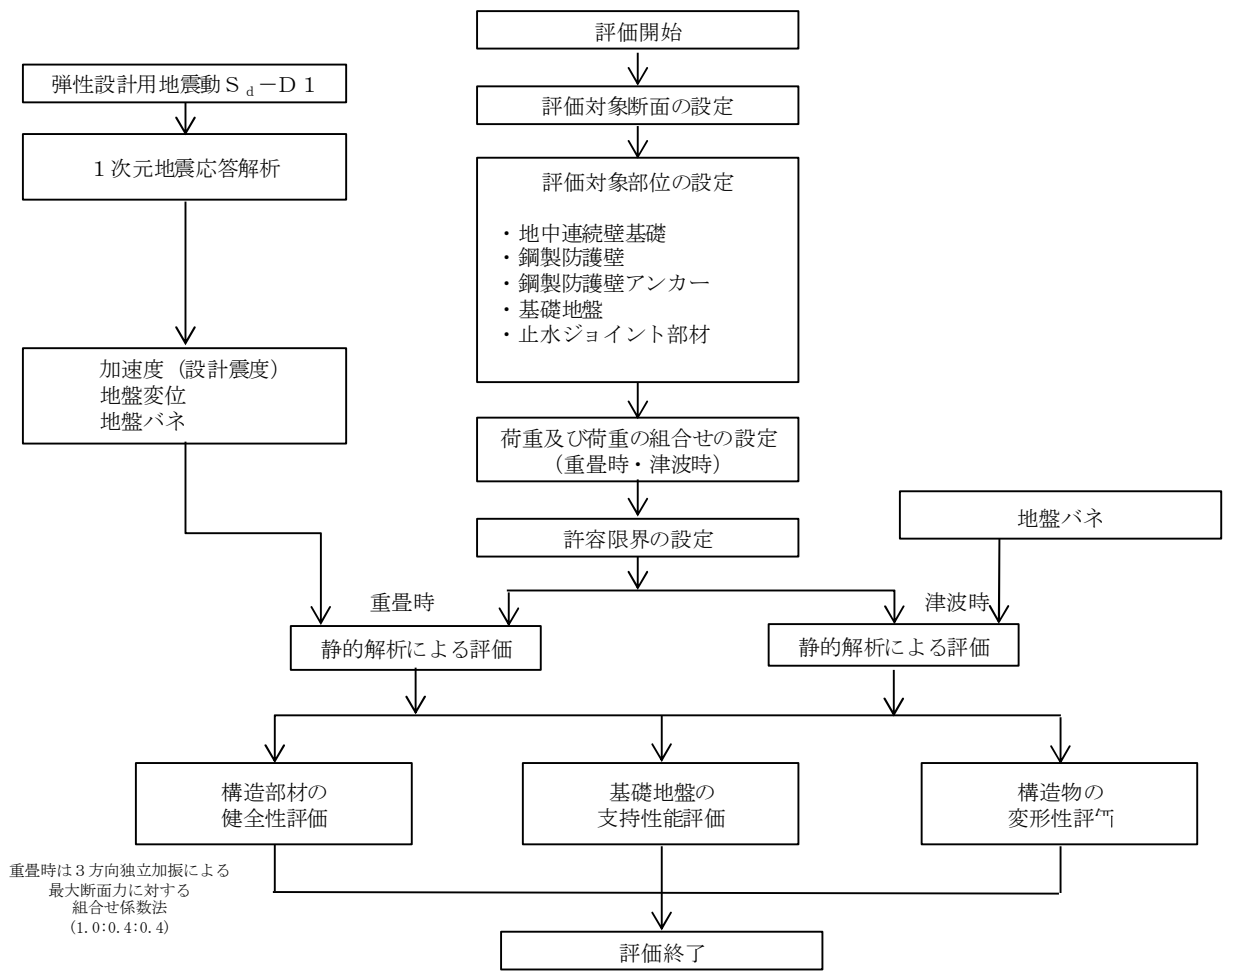 評価開始
弾性設計用地震動Ｓd－Ｄ１
評価対象断面の設定
１次元地震応答解析
評価対象部位の設定
・地中連続壁基礎
・鋼製防護壁
・鋼製防護壁アンカー
・基礎地盤
・止水ジョイント部材
加速度（設計震度）
地盤変位
地盤バネ
荷重及び荷重の組合せの設定
（重畳時・津波時）
地盤バネ
許容限界の設定
重畳時
津波時
静的解析による評価
静的解析による評価
構造部材の
健全性評価
基礎地盤の
支持性能評価
構造物の
変形性評価
重畳時は３方向独立加振による
最大断面力に対する
組合せ係数法
(1.0:0.4:0.4)
評価終了